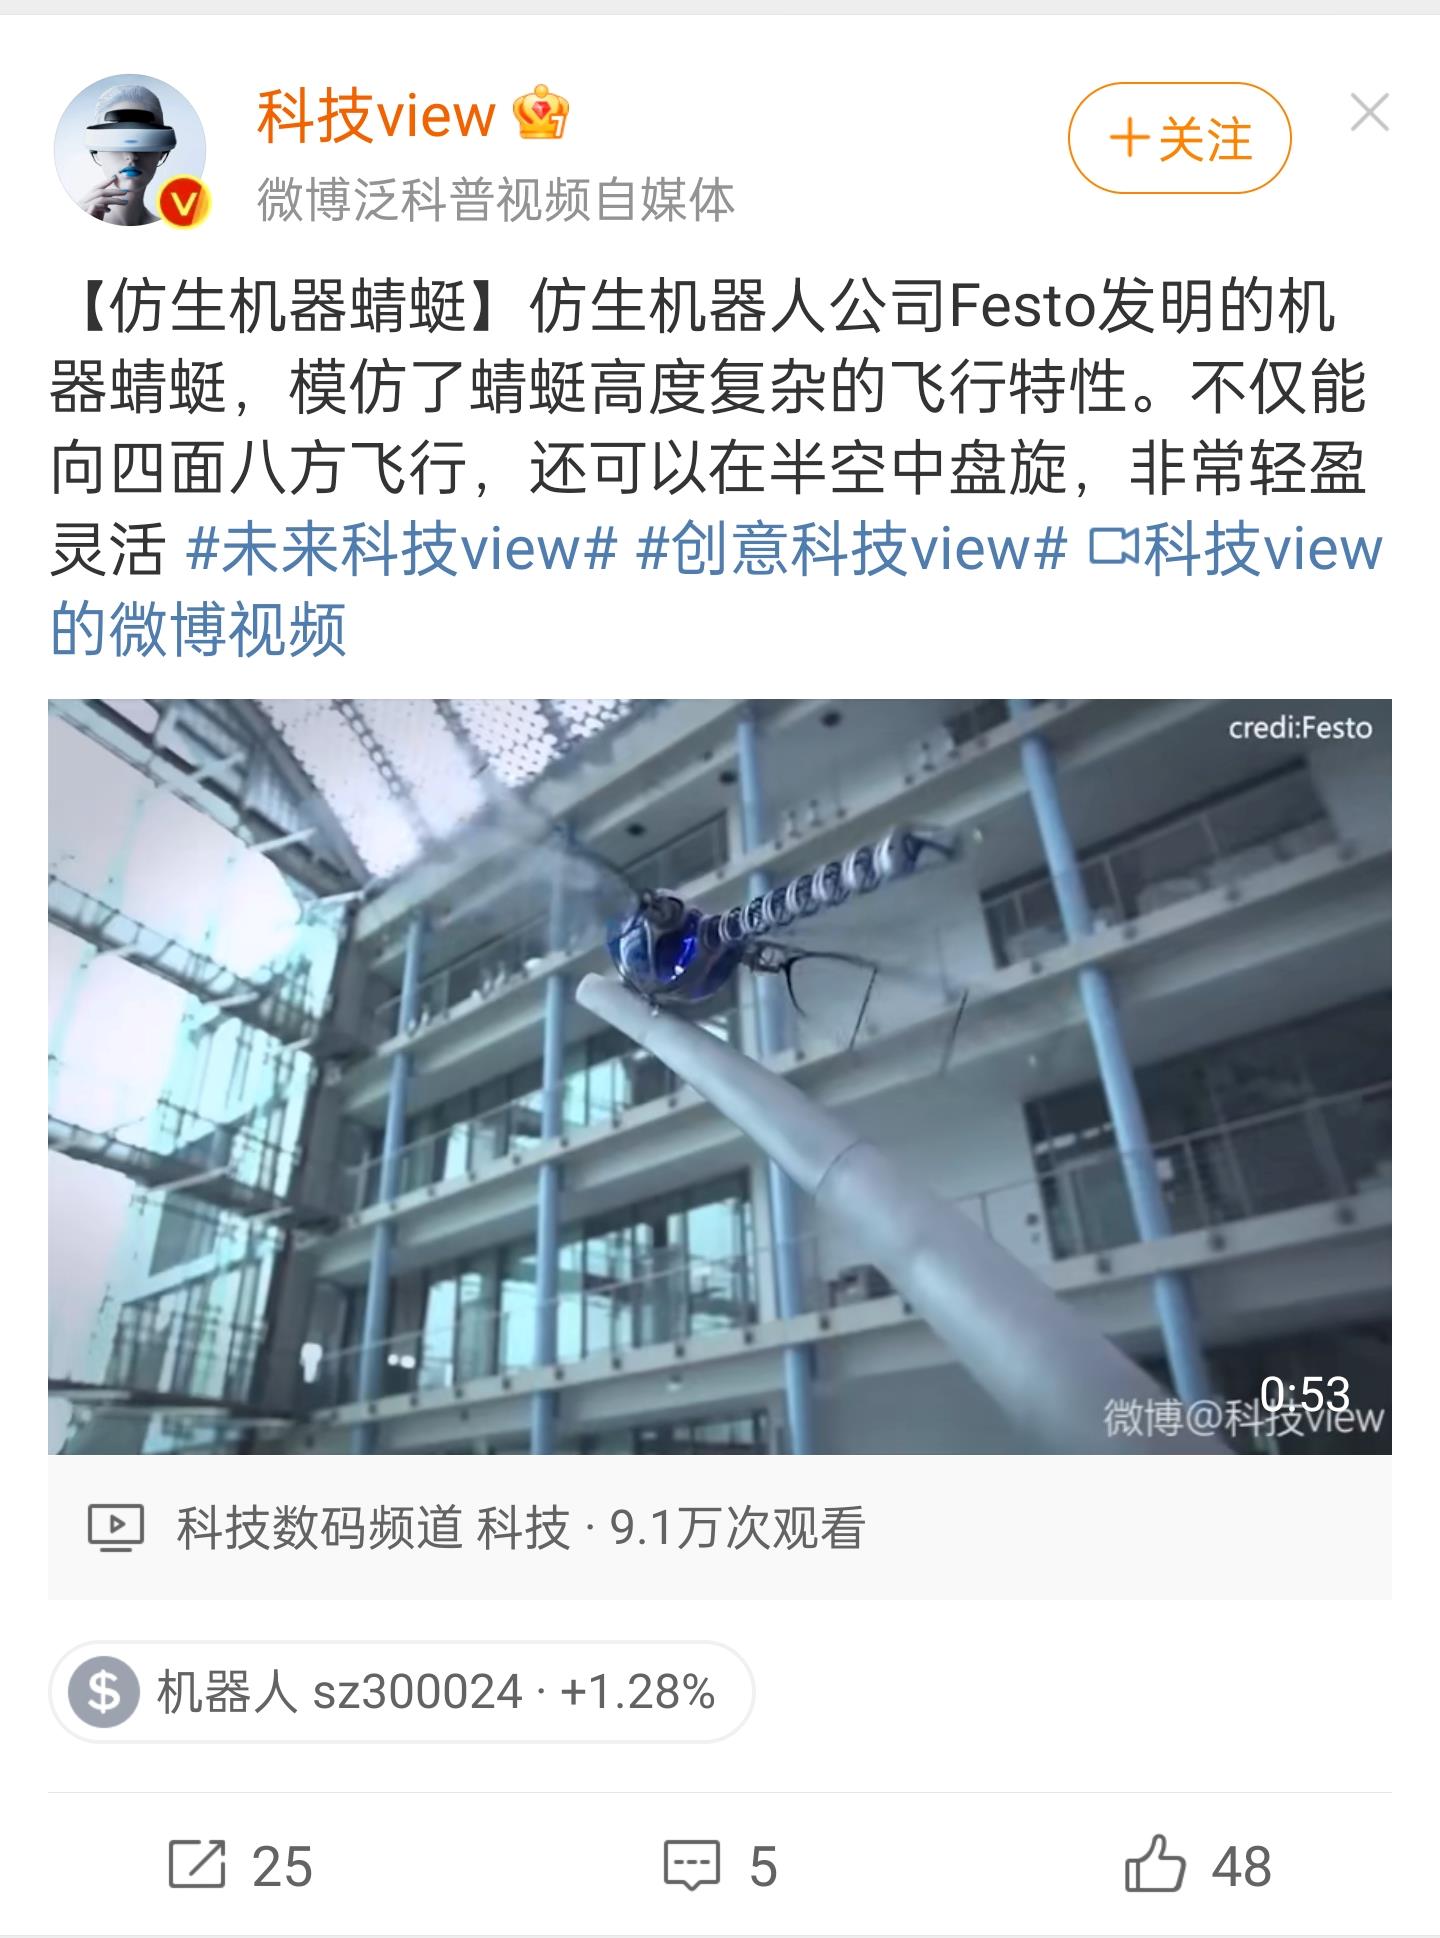 科技view
7
+关注
微博泛科普视频自媒体
V
【仿生机器蜻蜓】仿生机器人公司Festo发明的机
器蜻蜓，模仿了蜻蜓高度复杂的飞行特性。不仅能
向四面八方飞行，还可以在半空中盘旋，非常轻盈
灵活 #未来科技view# #创意科技view# 科技view
的微博视频
credi:Festo
0:53
微博@科技view
科技数码频道 科技 · 9.1万次观看
$ 机器人 sz300024 · +1.28%
25 5 48